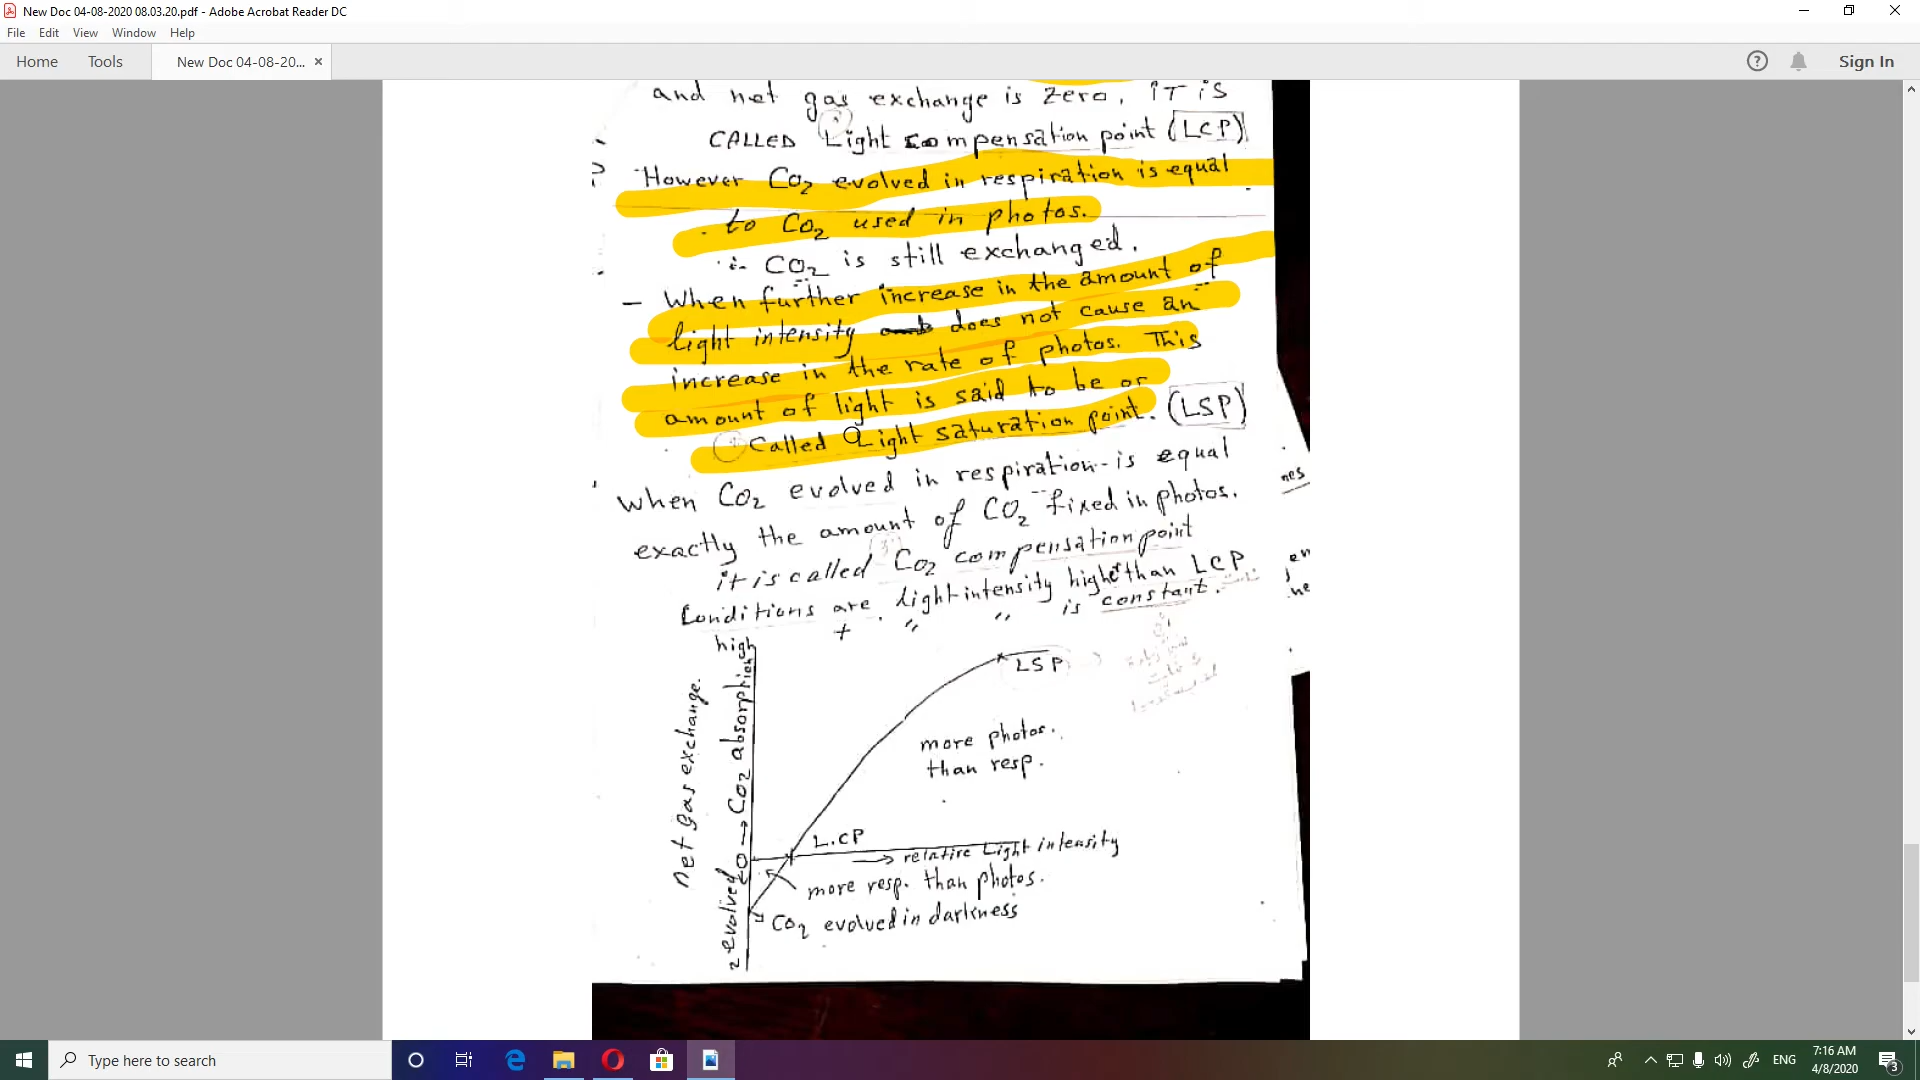 New Doc 04-08-2020 08.03.20.pdf - Adobe Acrobat Reader DC
File Edit View Window Help
Home Tools New Doc 04-08-20... × Sign In
and net gas exchange is zero. it is
CALLED Light compensation point (LCP)
However CO2 evolved in respiration is equal
to CO2 used in photos.
∴ CO2 is still exchanged.
- When further increase in the amount of
light intensity does not cause an
increase in the rate of photos. This
amount of light is said to be or
Called Light saturation point. (LSP)
when CO2 evolved in respiration is equal
exactly the amount of CO2 fixed in photos.
it is called CO2 compensation point
Conditions are light intensity higher than LCP
+ " " is constant.
nes
en
ne
high
LSP
Net gas exchange.
O → CO2 absorption
more photos.
than resp.
L.CP
→ relative Light intensity
more resp. than photos.
2 evolved
CO2 evolved in darkness
Type here to search
ENG
7:16 AM
4/8/2020
3